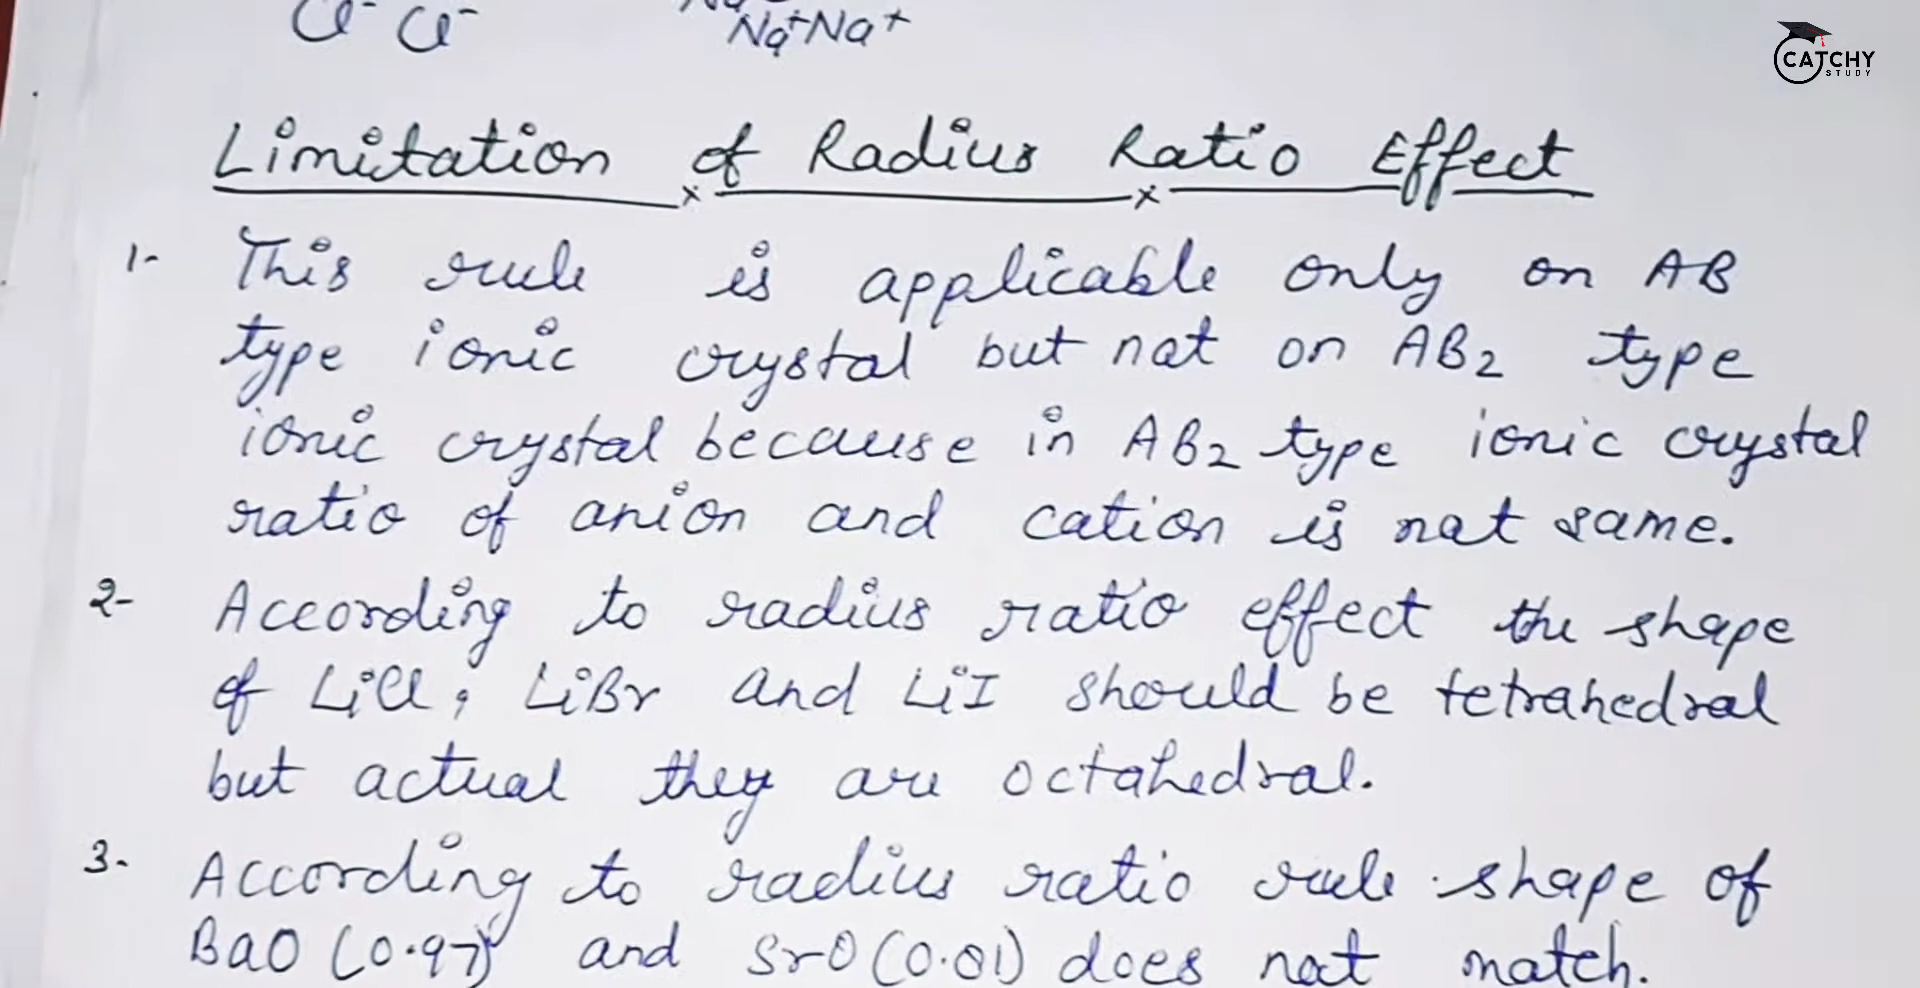 Cl⁻ Cl⁻ Na⁺Na⁺
CATCHY
STUDY
Limitation of Radius Ratio Effect
1- This rule is applicable only on AB
type ionic crystal but not on AB₂ type
ionic crystal because in AB₂ type ionic crystal
ratio of anion and cation is not same.
2- According to radius ratio effect the shape
of LiCl, LiBr and LiI should be tetrahedral
but actual they are octahedral.
3- According to radius ratio rule shape of
BaO (0.97) and SrO (0.01) does not match.